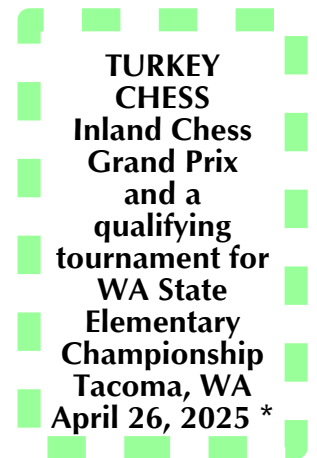 TURKEY
CHESS
Inland Chess
Grand Prix
and a
qualifying
tournament for
WA State
Elementary
Championship
Tacoma, WA
April 26, 2025 *